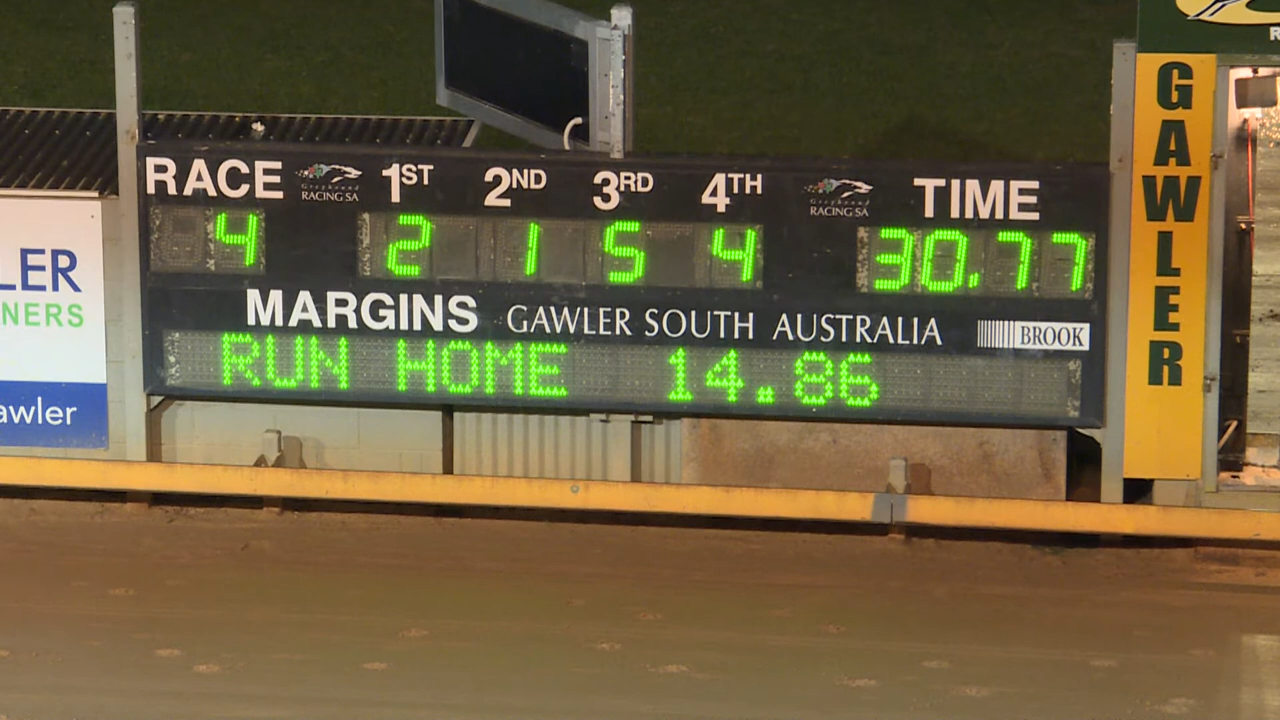 RACE Greyhound RACING SA 1ST 2ND 3RD 4TH Greyhound RACING SA TIME
4 2 1 5 4 30.77
MARGINS GAWLER SOUTH AUSTRALIA BROOK
RUN HOME 14.86
GAWLER
LER
NERS
awler
R